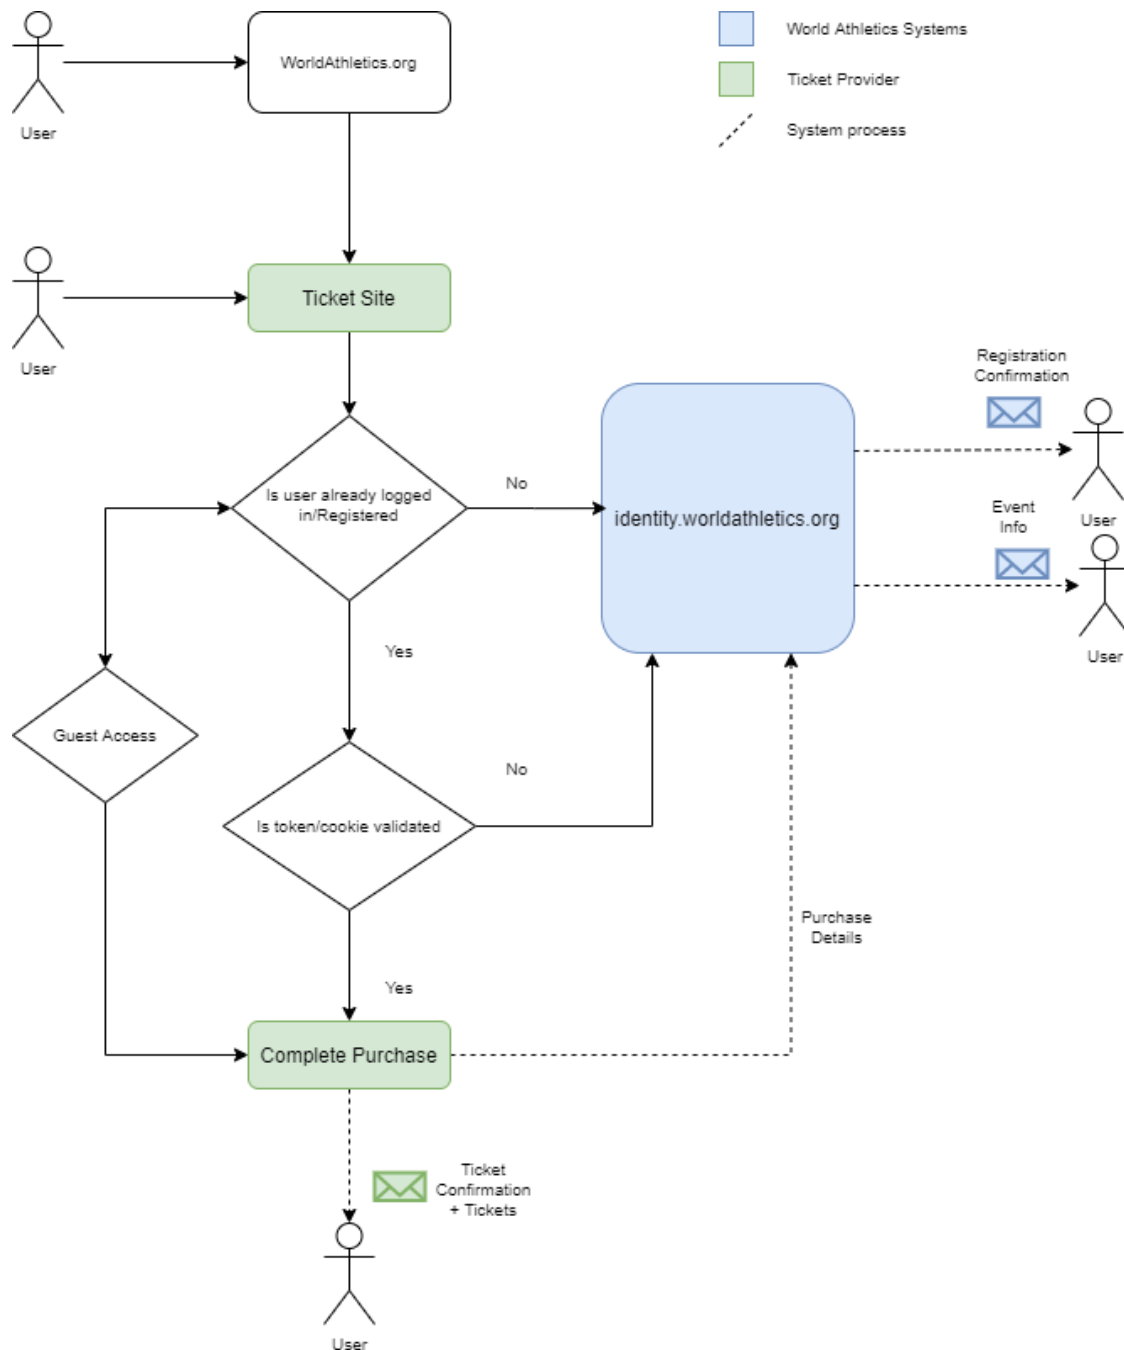 WorldAthletics.org
User
World Athletics Systems
Ticket Provider
System process
Ticket Site
User
Registration
Confirmation
Is user already logged
in/Registered
No
identity.worldathletics.org
Event
Info
User
User
Yes
Guest Access
No
Is token/cookie validated
Purchase
Details
Yes
Complete Purchase
Ticket
Confirmation
+ Tickets
User